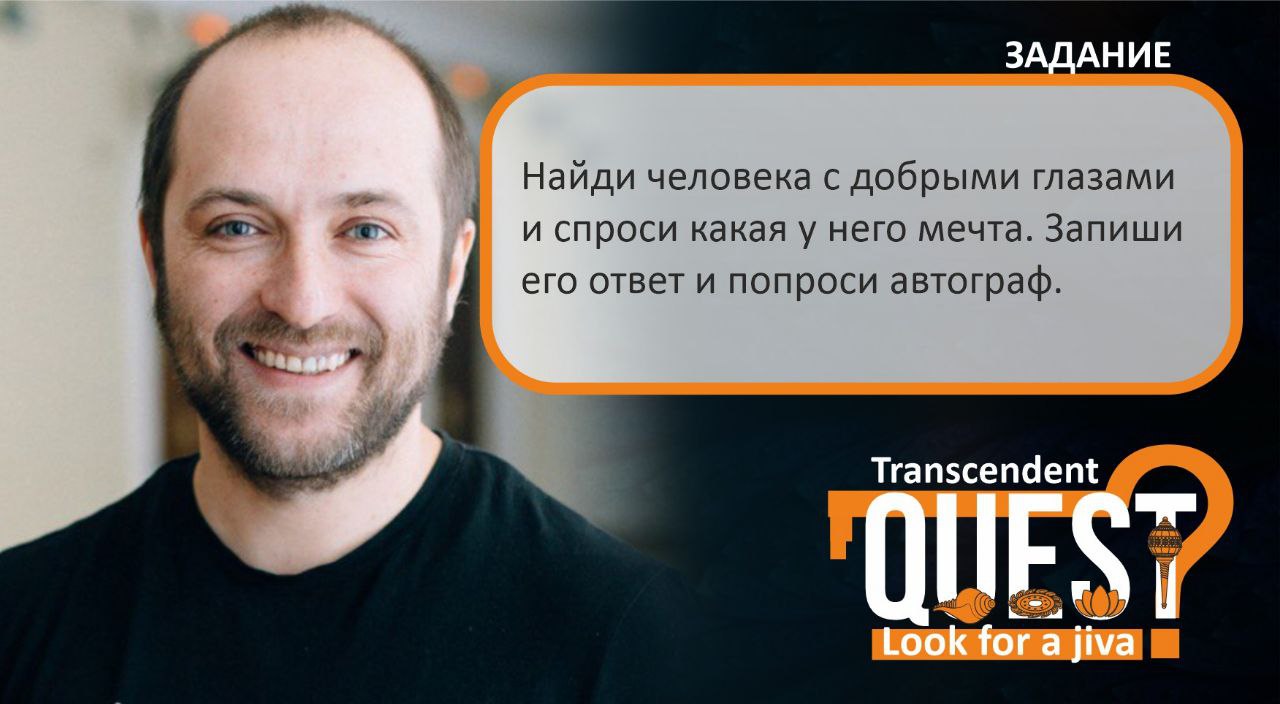 ЗАДАНИЕ
Найди человека с добрыми глазами
и спроси какая у него мечта. Запиши
его ответ и попроси автограф.
Transcendent
QUEST
Look for a jiva